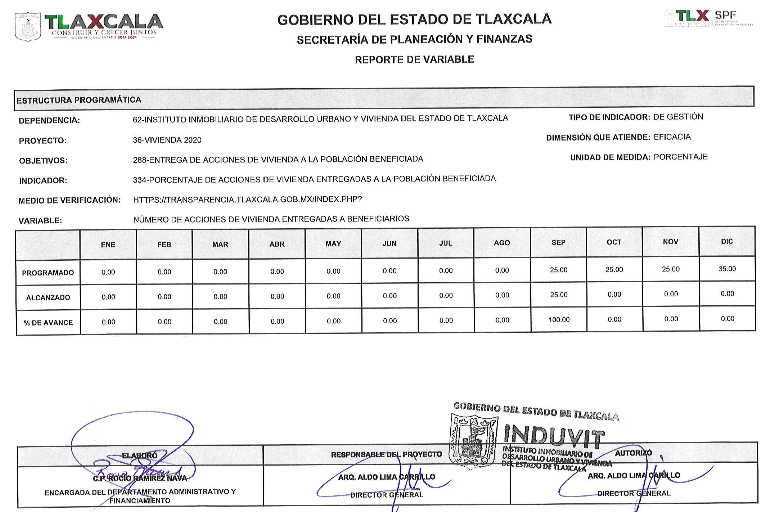 TLAXCALA
CONSTRUIR Y CRECER JUNTOS
GOBIERNO DEL ESTADO DE TLAXCALA
SECRETARÍA DE PLANEACIÓN Y FINANZAS
REPORTE DE VARIABLE
TLX SPF
ESTRUCTURA PROGRAMÁTICA
DEPENDENCIA: 62-INSTITUTO INMOBILIARIO DE DESARROLLO URBANO Y VIVIENDA DEL ESTADO DE TLAXCALA TIPO DE INDICADOR: DE GESTIÓN
PROYECTO: 36-VIVIENDA 2020 DIMENSIÓN QUE ATIENDE: EFICACIA
OBJETIVOS: 288-ENTREGA DE ACCIONES DE VIVIENDA A LA POBLACIÓN BENEFICIADA UNIDAD DE MEDIDA: PORCENTAJE
INDICADOR: 334-PORCENTAJE DE ACCIONES DE VIVIENDA ENTREGADAS A LA POBLACIÓN BENEFICIADA
MEDIO DE VERIFICACIÓN: HTTPS://TRANSPARENCIA.TLAXCALA.GOB.MX/INDEX.PHP?
VARIABLE: NÚMERO DE ACCIONES DE VIVIENDA ENTREGADAS A BENEFICIARIOS
ENE FEB MAR ABR MAY JUN JUL AGO SEP OCT NOV DIC
PROGRAMADO 0.00 0.00 0.00 0.00 0.00 0.00 0.00 0.00 25.00 25.00 25.00 35.00
ALCANZADO 0.00 0.00 0.00 0.00 0.00 0.00 0.00 0.00 25.00 0.00 0.00 0.00
% DE AVANCE 0.00 0.00 0.00 0.00 0.00 0.00 0.00 0.00 100.00 0.00 0.00 0.00
GOBIERNO DEL ESTADO DE TLAXCALA
INDUVIT
INSTITUTO INMOBILIARIO DE
DESARROLLO URBANO Y VIVIENDA
DEL ESTADO DE TLAXCALA
ELABORÓ RESPONSABLE DEL PROYECTO AUTORIZÓ
C.P. ROCIO RAMIREZ NAVA ARQ. ALDO LIMA CARRILLO ARQ. ALDO LIMA CARILLO
ENCARGADA DEL DEPARTAMENTO ADMINISTRATIVO Y FINANCIAMIENTO DIRECTOR GENERAL DIRECTOR GENERAL